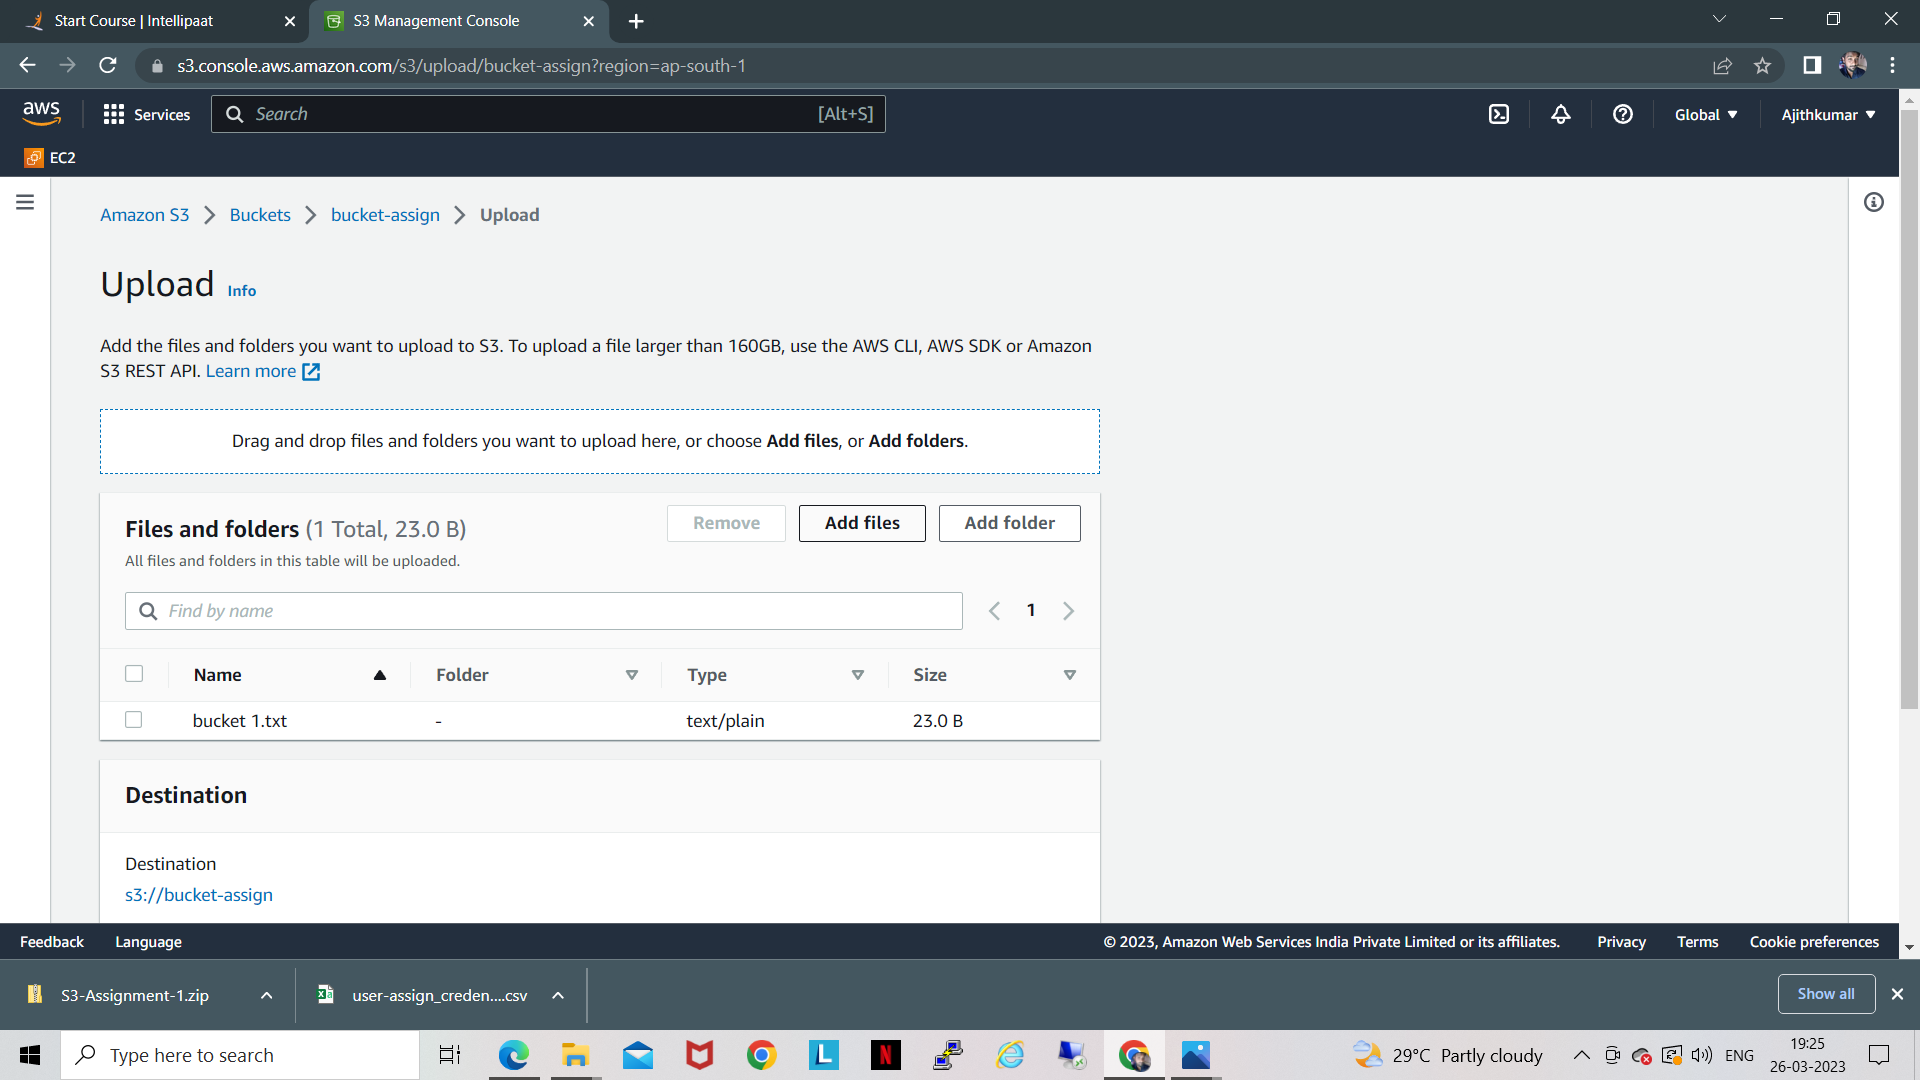 Start Course | Intellipaat
S3 Management Console
s3.console.aws.amazon.com/s3/upload/bucket-assign?region=ap-south-1
aws
Services
Search
[Alt+S]
Global
Ajithkumar
EC2
Amazon S3
Buckets
bucket-assign
Upload
Upload
Info
Add the files and folders you want to upload to S3. To upload a file larger than 160GB, use the AWS CLI, AWS SDK or Amazon
S3 REST API. Learn more
Drag and drop files and folders you want to upload here, or choose Add files, or Add folders.
Files and folders (1 Total, 23.0 B)
Remove
Add files
Add folder
All files and folders in this table will be uploaded.
Find by name
1
Name
Folder
Type
Size
bucket 1.txt
-
text/plain
23.0 B
Destination
Destination
s3://bucket-assign
Feedback
Language
© 2023, Amazon Web Services India Private Limited or its affiliates.
Privacy
Terms
Cookie preferences
S3-Assignment-1.zip
user-assign_creden....csv
Show all
Type here to search
L
N
29°C Partly cloudy
ENG
19:25
26-03-2023